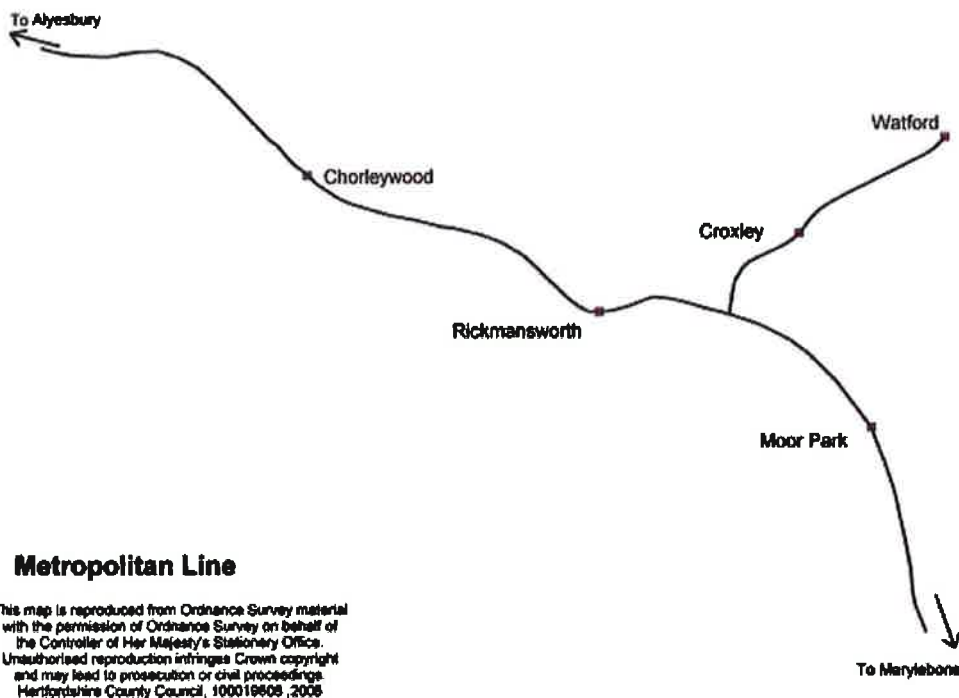 To Alyesbury
Watford
Chorleywood
Croxley
Rickmansworth
Moor Park
Metropolitan Line
This map is reproduced from Ordnance Survey material
with the permission of Ordnance Survey on behalf of
the Controller of Her Majesty's Stationery Office.
Unauthorised reproduction infringes Crown copyright
and may lead to prosecution or civil proceedings.
Hertfordshire County Council, 100019606 ,2006
To Marylebone